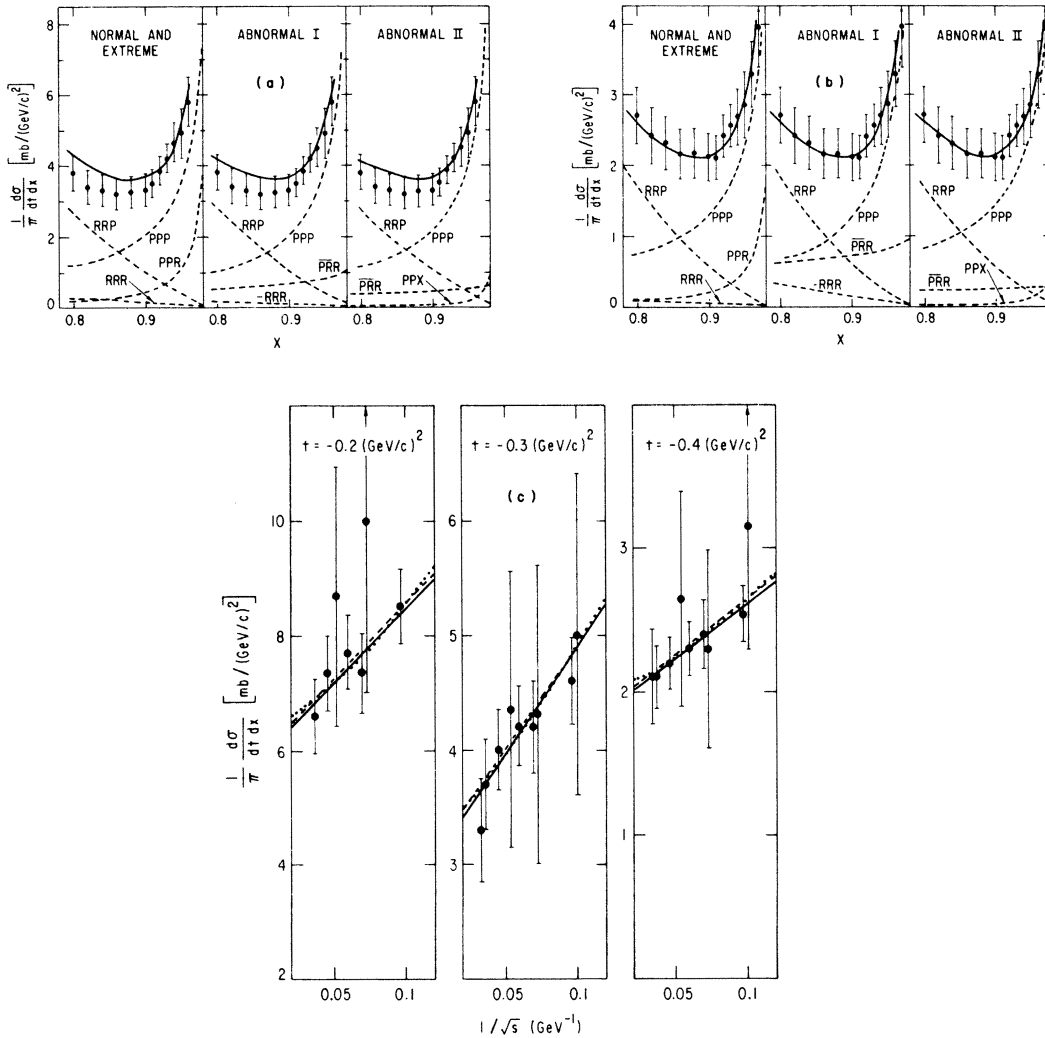 8
6
4
2
0
1/π dσ/dt dx [mb/(GeV/c)²]
NORMAL AND
EXTREME
ABNORMAL I
ABNORMAL II
(a)
RRP
PPP
PPR
RRR
RRP
PPP
P̅RR
RRR
RRP
PPP
P̅RR
PPX
0.8
0.9
0.8
0.9
0.8
0.9
X
4
3
2
1
0
1/π dσ/dt dx [mb/(GeV/c)²]
NORMAL AND
EXTREME
ABNORMAL I
ABNORMAL II
(b)
RRP
PPP
PPR
RRR
RRP
PPP
P̅RR
RRR
RRP
PPP
PPX
P̅RR
0.8
0.9
0.8
0.9
0.8
0.9
X
1/π dσ/dt dx [mb/(GeV/c)²]
t = -0.2 (GeV/c)²
10
8
6
4
2
0.05
0.1
t = -0.3 (GeV/c)²
(c)
6
5
4
3
0.05
0.1
t = -0.4 (GeV/c)²
3
2
1
0.05
0.1
1/√s (GeV⁻¹)